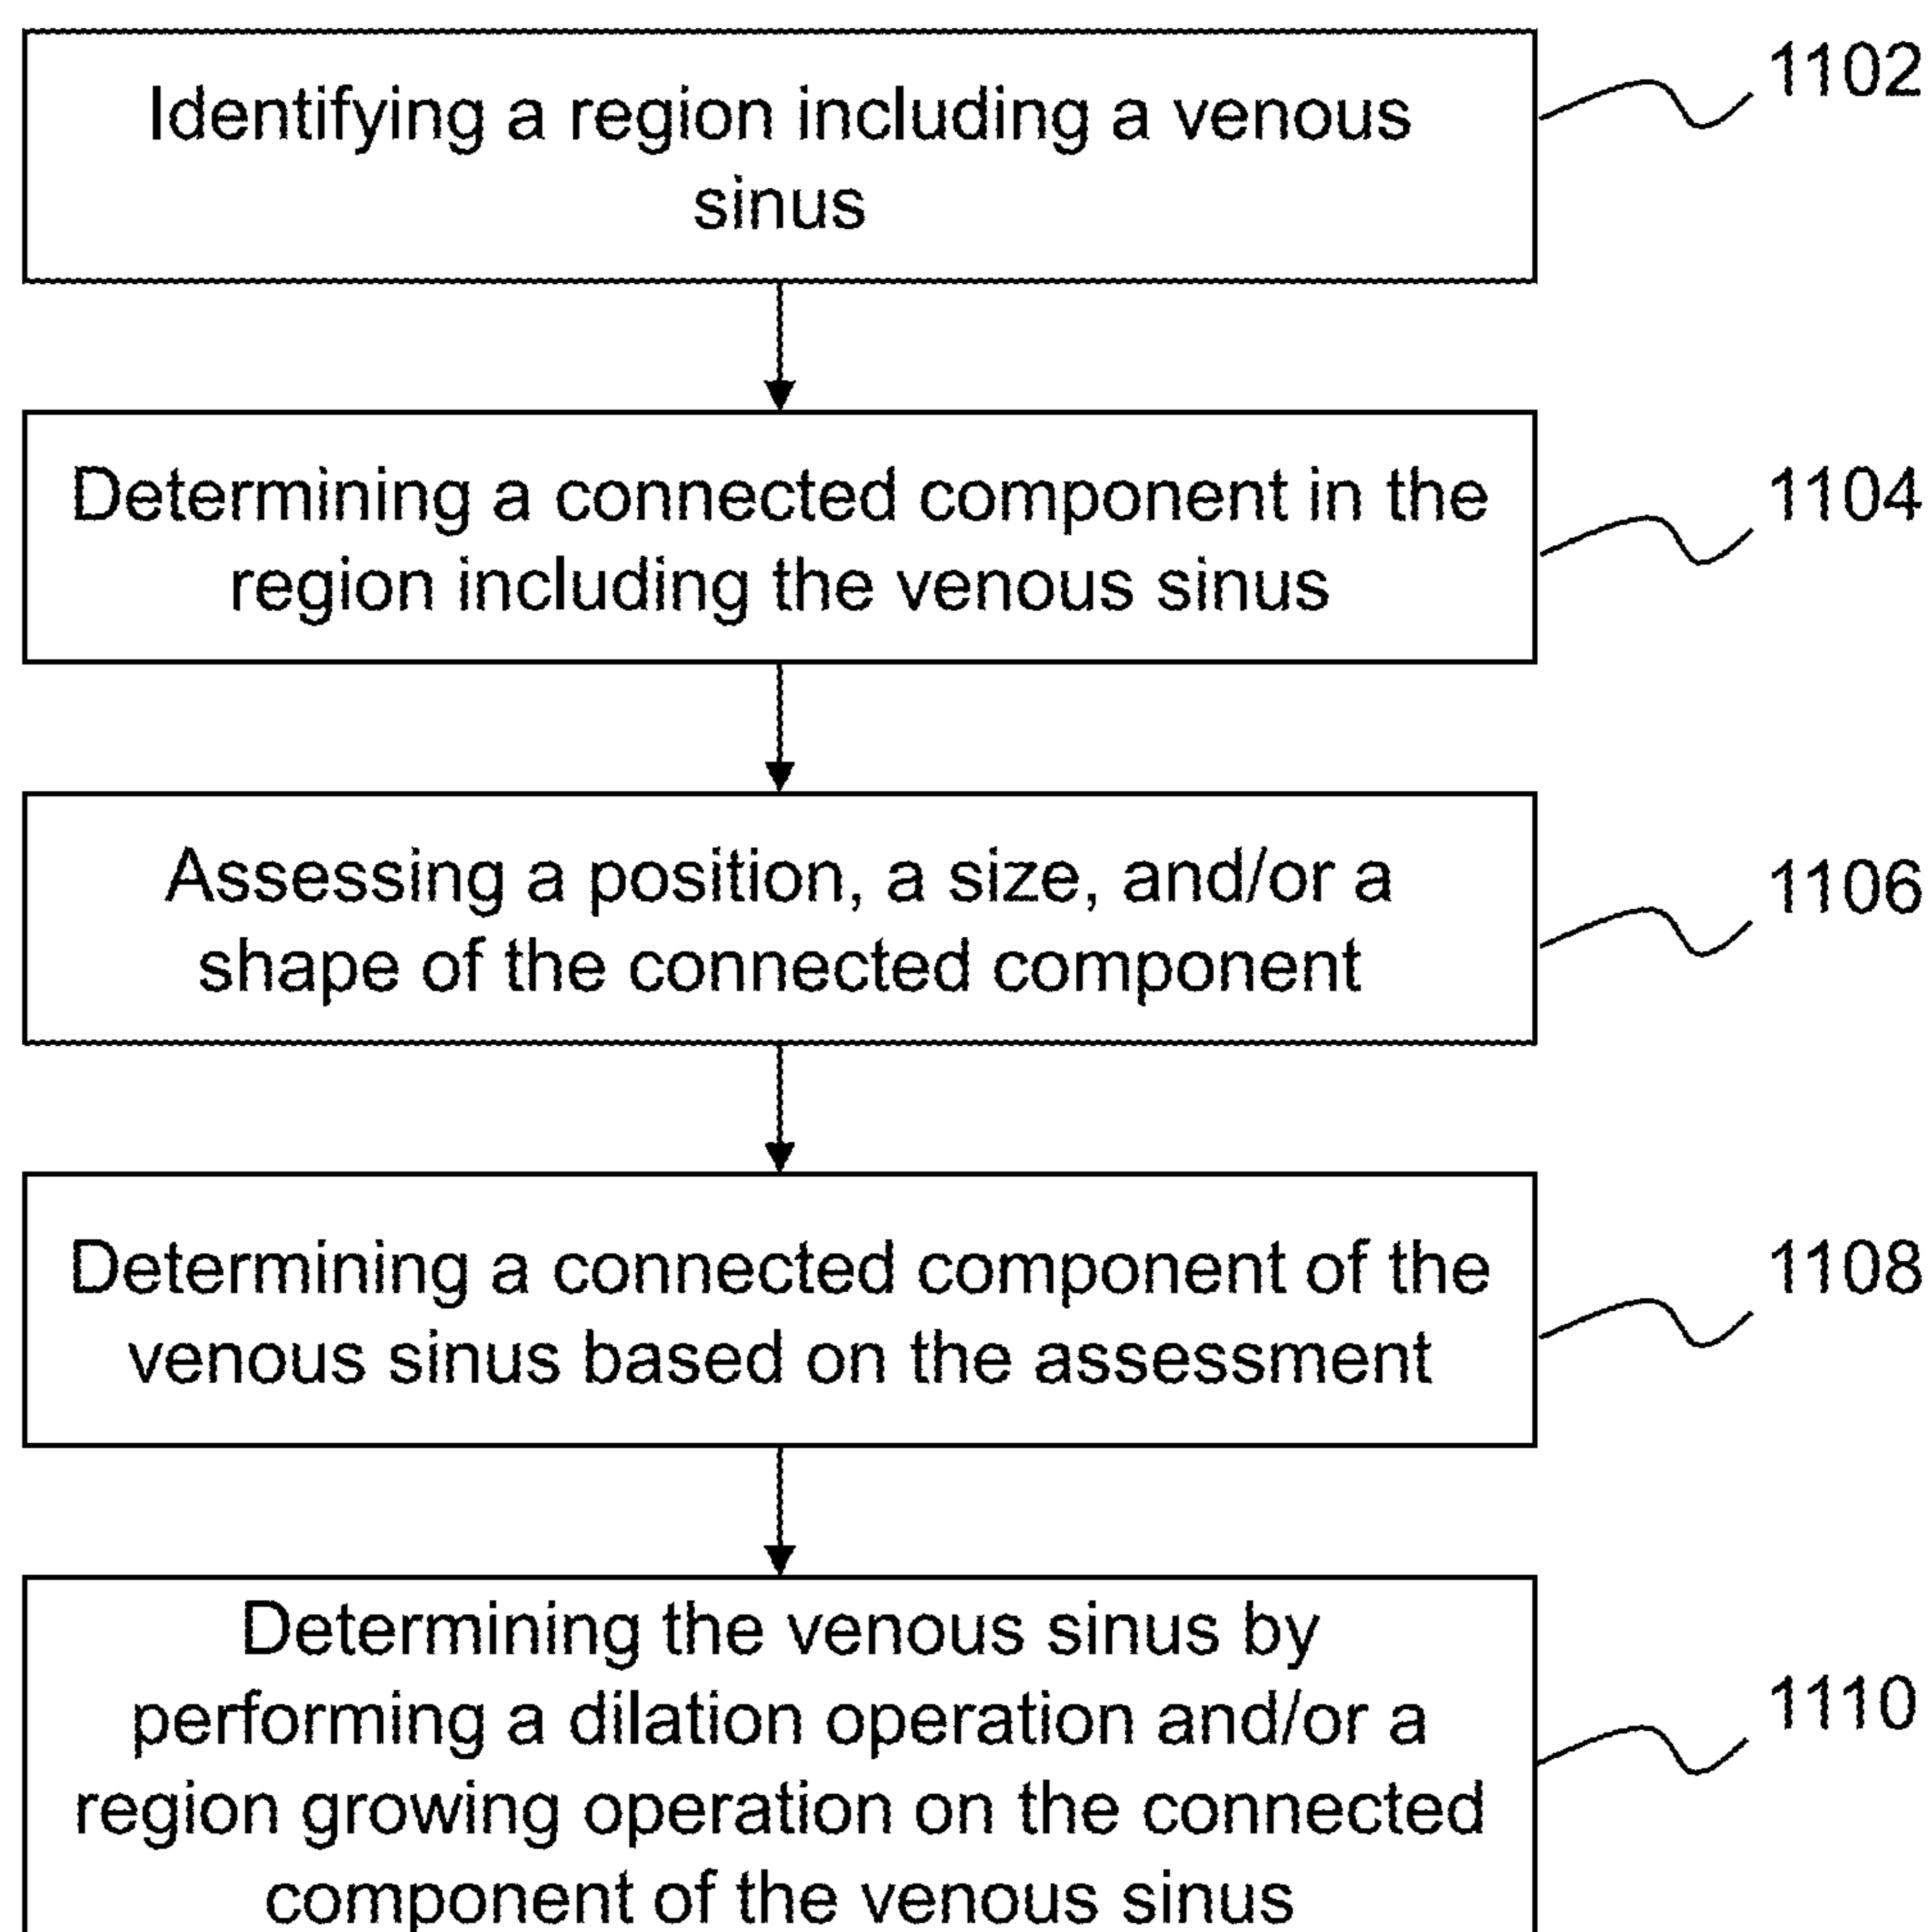 Identifying a region including a venous
sinus
1102
Determining a connected component in the
region including the venous sinus
1104
Assessing a position, a size, and/or a
shape of the connected component
1106
Determining a connected component of the
venous sinus based on the assessment
1108
Determining the venous sinus by
performing a dilation operation and/or a
region growing operation on the connected
component of the venous sinus
1110